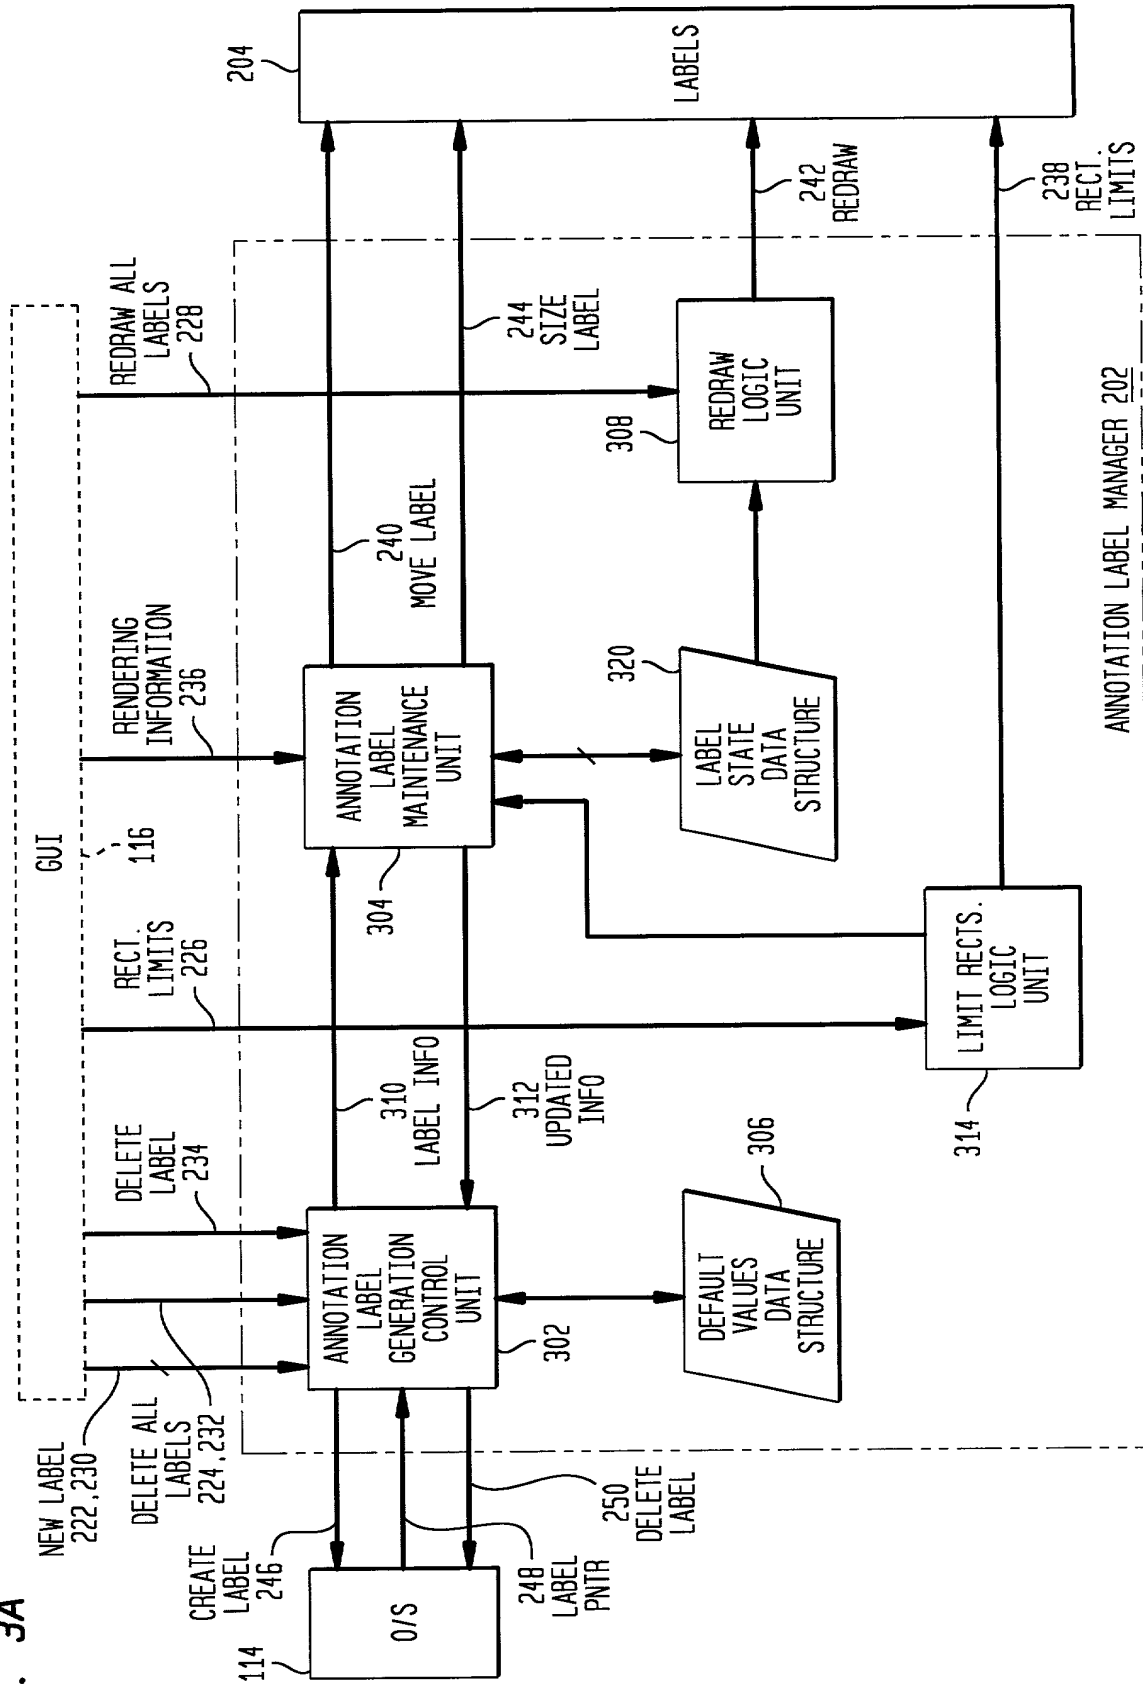 . 3A
GUI
116
NEW LABEL
222,230
DELETE ALL
LABELS
224,232
DELETE
LABEL
234
RECT.
LIMITS
226
RENDERING
INFORMATION
236
REDRAW ALL
LABELS
228
CREATE
LABEL
246
114
O/S
248
LABEL
PNTR
250
DELETE
LABEL
ANNOTATION
LABEL
GENERATION
CONTROL
UNIT
302
310
LABEL INFO
312
UPDATED
INFO
ANNOTATION
LABEL
MAINTENANCE
UNIT
304
240
MOVE LABEL
244
SIZE
LABEL
204
LABELS
DEFAULT
VALUES
DATA
STRUCTURE
306
LABEL
STATE
DATA
STRUCTURE
320
REDRAW
LOGIC
UNIT
308
242
REDRAW
LIMIT RECTS.
LOGIC
UNIT
314
238
RECT.
LIMITS
ANNOTATION LABEL MANAGER 202